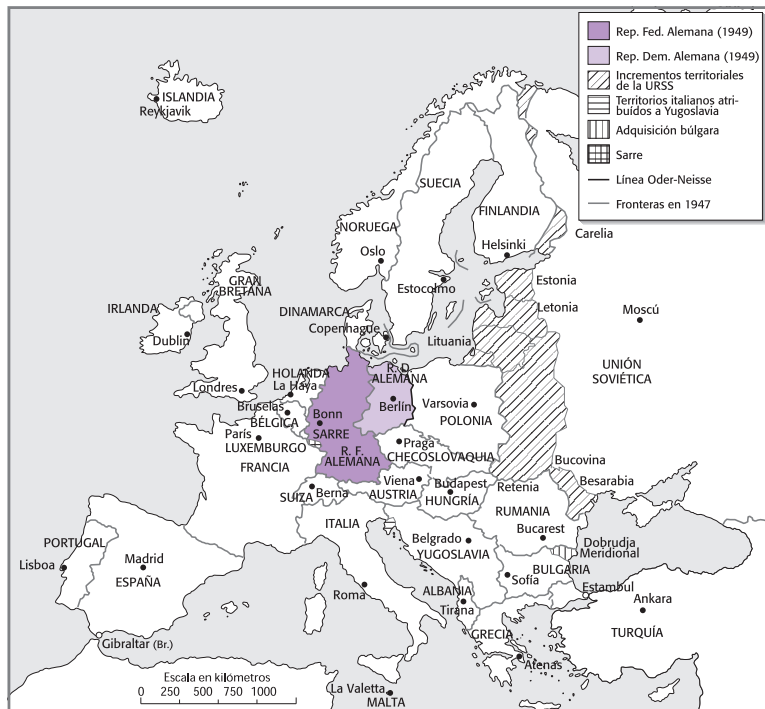 Rep. Fed. Alemana (1949)
Rep. Dem. Alemana (1949)
Incrementos territoriales
de la URSS
Territorios italianos atri-
buídos a Yugoslavia
Adquisición búlgara
Sarre
Línea Oder-Neisse
Fronteras en 1947
ISLANDIA
Reykjavik
SUECIA
FINLANDIA
NORUEGA
Oslo
Helsinki
Carelia
Estocolmo
Estonia
Letonia
Moscú
GRAN
BRETAÑA
IRLANDA
Dublin
DINAMARCA
Copenhague
Lituania
UNIÓN
SOVIÉTICA
HOLANDA
La Haya
R. D.
ALEMANA
Londres
Berlín
Varsovia
POLONIA
Bruselas
BÉLGICA
Bonn
SARRE
París
LUXEMBURGO
R. F.
ALEMANA
Praga
CHECOSLOVAQUIA
FRANCIA
Bucovina
Besarabia
Viena
AUSTRIA
Budapest
HUNGRÍA
Retenia
SUIZA
Berna
RUMANIA
Bucarest
ITALIA
Belgrado
YUGOSLAVIA
Dobrudja
Meridional
PORTUGAL
Lisboa
Madrid
ESPAÑA
BULGARIA
Sofía
Roma
ALBANIA
Tirana
Estambul
Ankara
TURQUÍA
GRECIA
Atenas
Gibraltar (Br.)
La Valetta
MALTA
Escala en kilómetros
0 250 500 750 1000